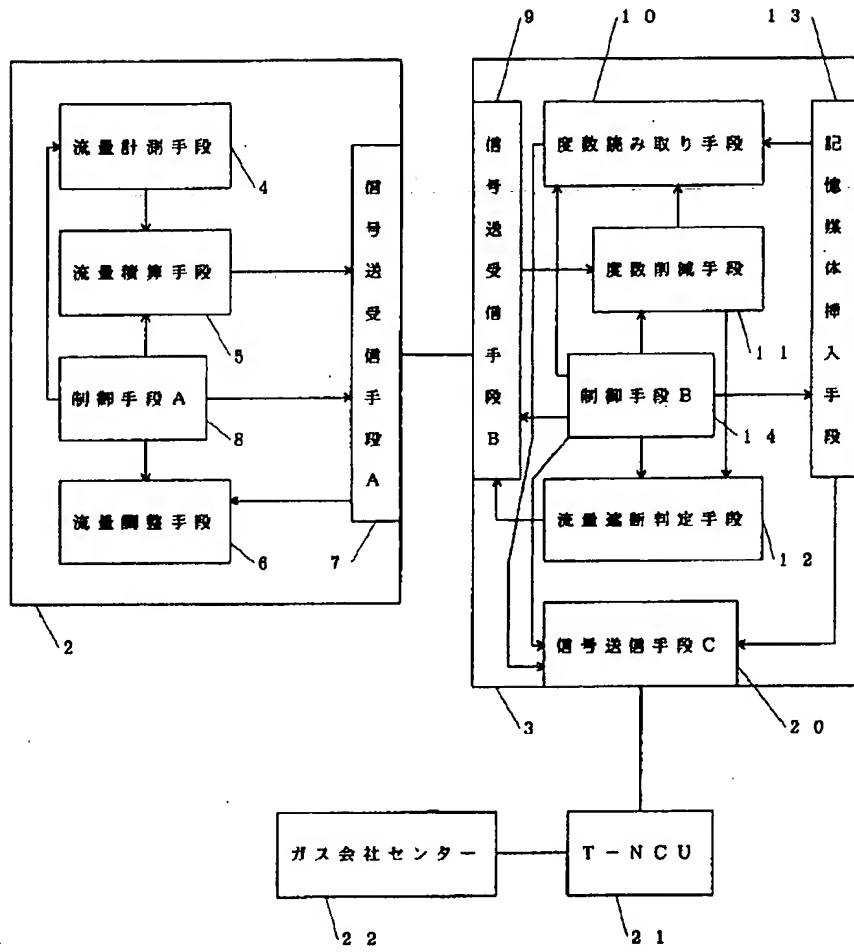 9
10
13
流量計測手段
4
流量積算手段
5
制御手段A
8
流量調整手段
6
信号送受信手段A
7
2
信号送受信手段B
度数読み取り手段
度数削減手段
11
制御手段B
14
流量遮断判定手段
12
記憶媒体挿入手段
信号送信手段C
3
20
ガス会社センター
T-NCU
22
21